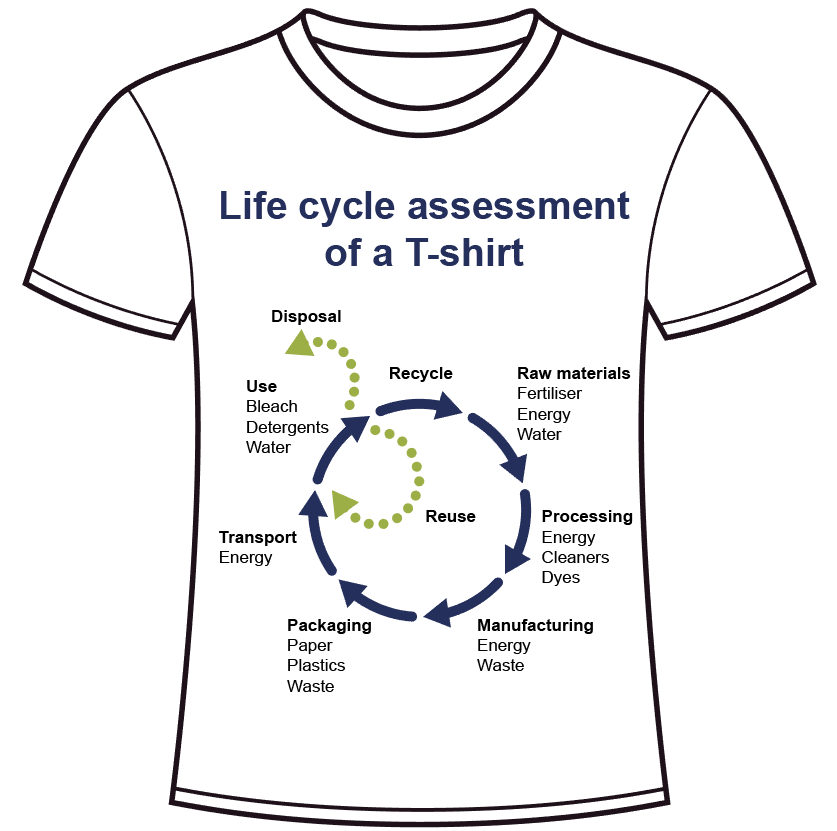 Life cycle assessment
of a T-shirt
Disposal
Recycle
Raw materials
Fertiliser
Energy
Water
Use
Bleach
Detergents
Water
Reuse
Processing
Energy
Cleaners
Dyes
Transport
Energy
Packaging
Paper
Plastics
Waste
Manufacturing
Energy
Waste